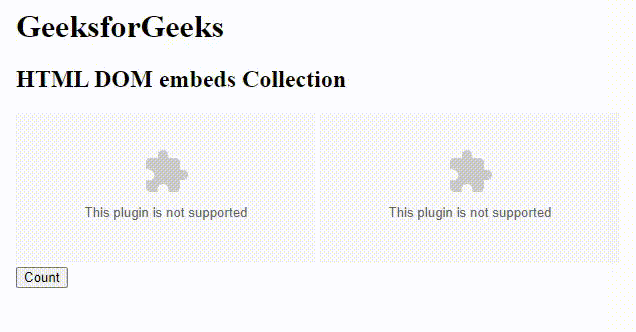 GeeksforGeeks
HTML DOM embeds Collection
This plugin is not supported
This plugin is not supported
Count